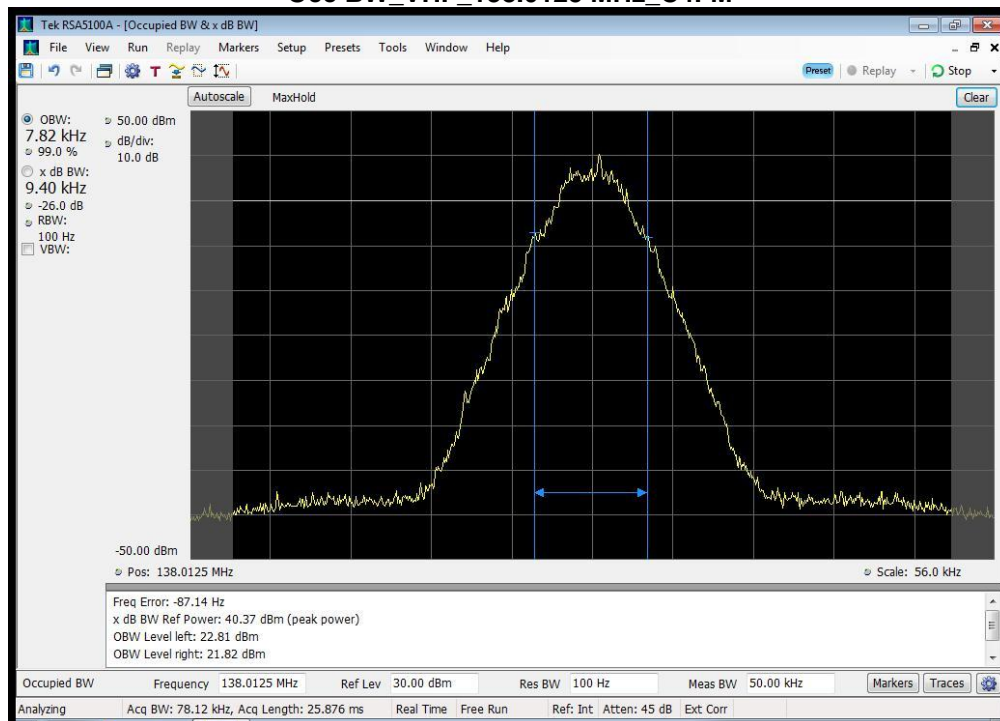 Tek RSA5100A - [Occupied BW & x dB BW]
File View Run Replay Markers Setup Presets Tools Window Help
Preset Replay Stop
Autoscale MaxHold Clear
OBW:
7.82 kHz
99.0 %
x dB BW:
9.40 kHz
-26.0 dB
RBW:
100 Hz
VBW:
50.00 dBm
dB/div:
10.0 dB
-50.00 dBm
Pos: 138.0125 MHz
Scale: 56.0 kHz
Freq Error: -87.14 Hz
x dB BW Ref Power: 40.37 dBm (peak power)
OBW Level left: 22.81 dBm
OBW Level right: 21.82 dBm
Occupied BW Frequency 138.0125 MHz Ref Lev 30.00 dBm Res BW 100 Hz Meas BW 50.00 kHz Markers Traces
Analyzing Acq BW: 78.12 kHz, Acq Length: 25.876 ms Real Time Free Run Ref: Int Atten: 45 dB Ext Corr